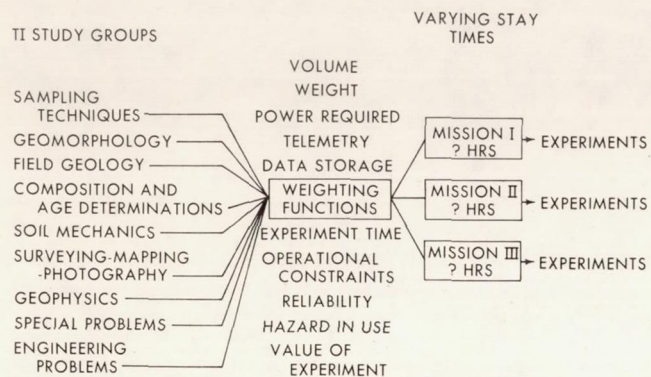 TI STUDY GROUPS
SAMPLING
TECHNIQUES
GEOMORPHOLOGY
FIELD GEOLOGY
COMPOSITION AND
AGE DETERMINATIONS
SOIL MECHANICS
SURVEYING-MAPPING
-PHOTOGRAPHY
GEOPHYSICS
SPECIAL PROBLEMS
ENGINEERING
PROBLEMS
VOLUME
WEIGHT
POWER REQUIRED
TELEMETRY
DATA STORAGE
WEIGHTING
FUNCTIONS
EXPERIMENT TIME
OPERATIONAL
CONSTRAINTS
RELIABILITY
HAZARD IN USE
VALUE OF
EXPERIMENT
VARYING STAY
TIMES
MISSION I
? HRS
EXPERIMENTS
MISSION II
? HRS
EXPERIMENTS
MISSION III
? HRS
EXPERIMENTS